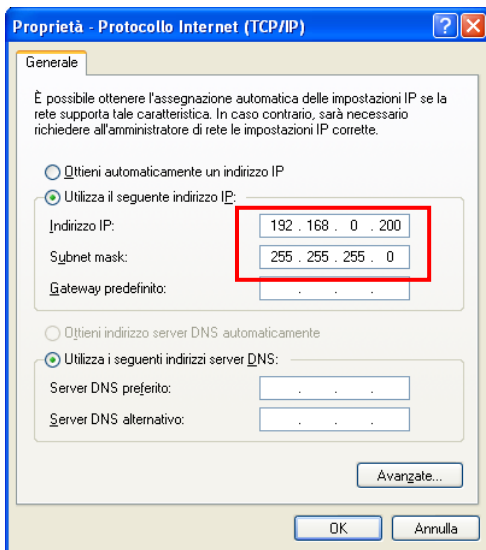 Proprietà - Protocollo Internet (TCP/IP)
Generale
È possibile ottenere l'assegnazione automatica delle impostazioni IP se la
rete supporta tale caratteristica. In caso contrario, sarà necessario
richiedere all'amministratore di rete le impostazioni IP corrette.
Ottieni automaticamente un indirizzo IP
Utilizza il seguente indirizzo IP:
Indirizzo IP: 192 . 168 . 0 . 200
Subnet mask: 255 . 255 . 255 . 0
Gateway predefinito: . . .
Ottieni indirizzo server DNS automaticamente
Utilizza i seguenti indirizzi server DNS:
Server DNS preferito: . . .
Server DNS alternativo: . . .
Avanzate...
OK Annulla